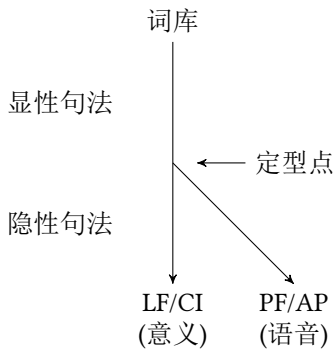 词库
显性句法
定型点
隐性句法
LF/CI
(意义)
PF/AP
(语音)